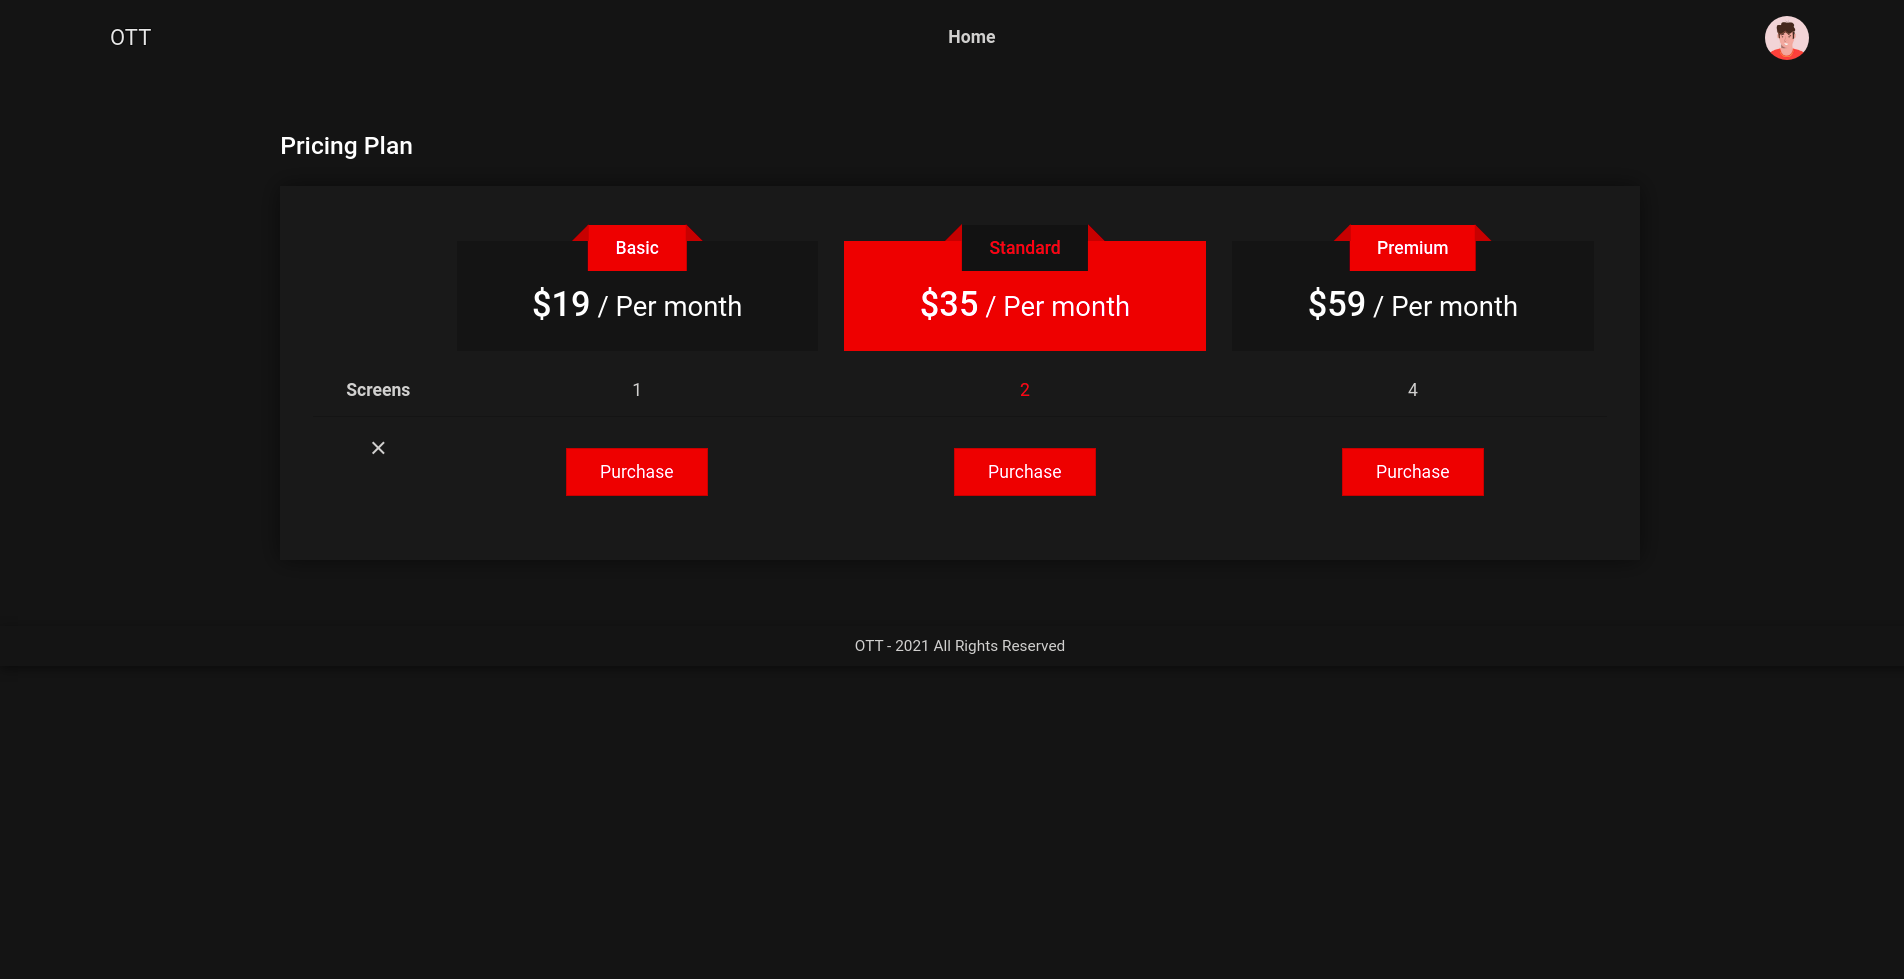 OTT
Home
Pricing Plan
Basic
Standard
Premium
$19 / Per month
$35 / Per month
$59 / Per month
Screens
1
2
4
Purchase
Purchase
Purchase
OTT - 2021 All Rights Reserved